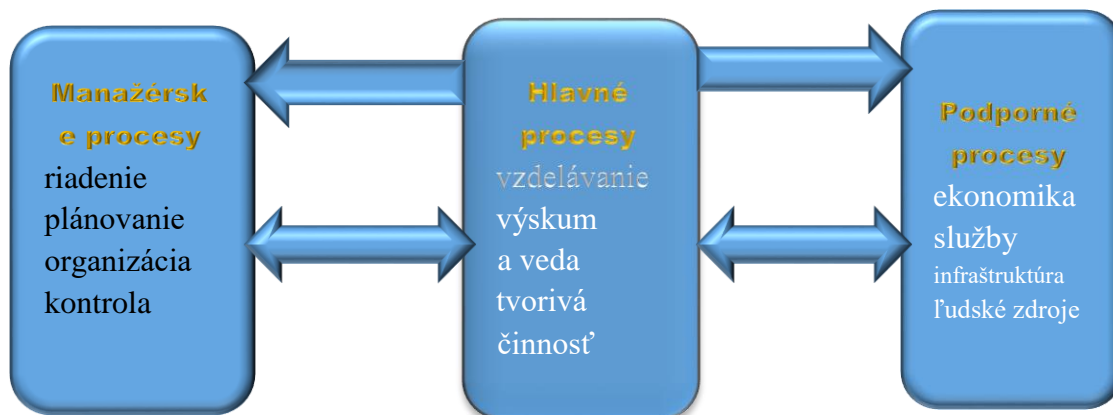 Manažérsk
e procesy
riadenie
plánovanie
organizácia
kontrola
Hlavné
procesy
vzdelávanie
výskum
a veda
tvorivá
činnosť
Podporné
procesy
ekonomika
služby
infraštruktúra
ľudské zdroje